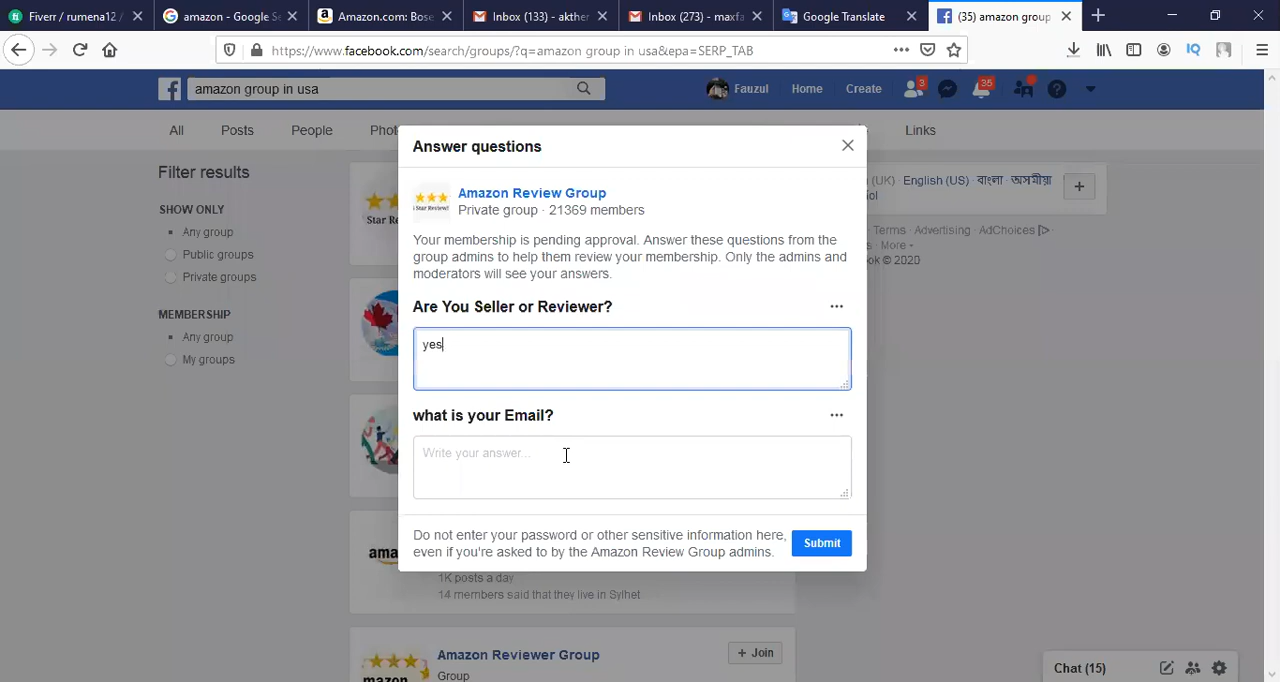 Fiverr / rumena12 /
amazon - Google Se
Amazon.com: Bose
Inbox (133) - akther
Inbox (273) - maxfa
Google Translate
(35) amazon group
https://www.facebook.com/search/groups/?q=amazon group in usa&epa=SERP_TAB
IQ
amazon group in usa
Fauzul
Home
Create
3
35
All
Posts
People
Links
Filter results
SHOW ONLY
Any group
Public groups
Private groups
MEMBERSHIP
Any group
My groups
Answer questions
Amazon Review Group
Private group · 21369 members
Your membership is pending approval. Answer these questions from the
group admins to help them review your membership. Only the admins and
moderators will see your answers.
Are You Seller or Reviewer?
yes
what is your Email?
Write your answer...
Do not enter your password or other sensitive information here,
even if you're asked to by the Amazon Review Group admins.
Submit
(UK) · English (US) · বাংলা · অসমীয়া
Terms · Advertising · AdChoices
More
© 2020
1K posts a day
14 members said that they live in Sylhet
Amazon Reviewer Group
Group
+ Join
Chat (15)